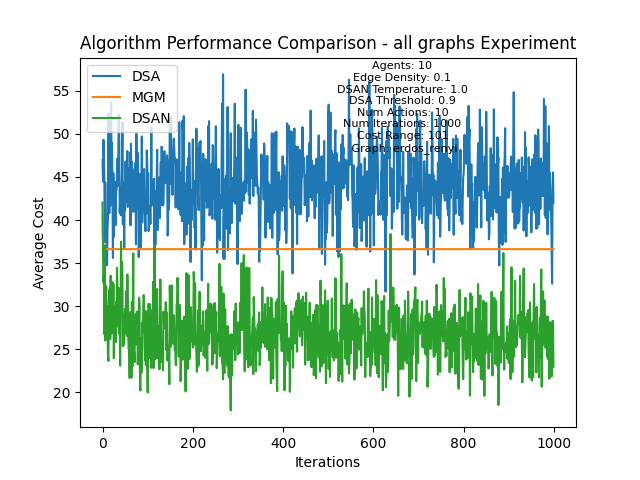 Algorithm Performance Comparison - all graphs Experiment
DSA
MGM
DSAN
Agents: 10
Edge Density: 0.1
DSAN Temperature: 1.0
DSA Threshold: 0.9
Num Actions: 10
Num Iterations: 1000
Cost Range: 101
Graph: erdos_renyi
Average Cost
55
50
45
40
35
30
25
20
0
200
400
600
800
1000
Iterations